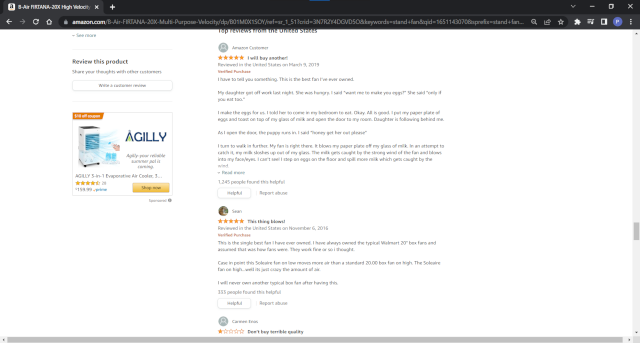 B-Air FIRTANA-20X High Velocity
amazon.com/B-Air-FIRTANA-20X-Multi-Purpose-Velocity/dp/B01M0X1SOY/
See more
Review this product
Share your thoughts with other customers
Write a customer review
$10 off coupon
AGILLY
Agilly your reliable
summer pal is
coming.
AGILLY 3-in-1 Evaporative Air Cooler, 3...
$159.99 prime
Shop now
Sponsored
Top reviews from the United States
Amazon Customer
I will buy another!
Reviewed in the United States on March 9, 2019
Verified Purchase
I have to tell you something. This is the best fan I've ever owned.
My daughter got off work last night. She was hungry. I said "want me to make you eggs?" She said "only if
you eat too."
I make the eggs for us. I told her to come in my bedroom to eat. Okay. All is good. I put my paper plate of
eggs and toast on top of my glass of milk and open the door to my room. Daughter is following behind me.
As I open the door, the puppy runs in. I said "honey get her out please"
I turn to walk in further. My fan is right there. It blows my paper plate off my glass of milk. In an attempt to
catch it, my milk sloshes up out of my glass. The milk gets caught by the strong wind of the fan and blows
into my face/eyes. I can't see! I step on eggs on the floor and spill more milk which gets caught by the
wind
Read more
1,245 people found this helpful
Helpful
Report abuse
Sean
This thing blows!
Reviewed in the United States on November 6, 2016
Verified Purchase
This is the single best fan I have ever owned. I have always owned the typical Walmart 20" box fans and
assumed that was how fans were. They work fine or so I thought.
Case in point this Soleaire fan on low moves more air than a standard 20.00 box fan on high. The Soleaire
fan on high..well its just crazy the amount of air.
I will never own another typical box fan after having this.
333 people found this helpful
Helpful
Report abuse
Carmen
Don't buy terrible quality